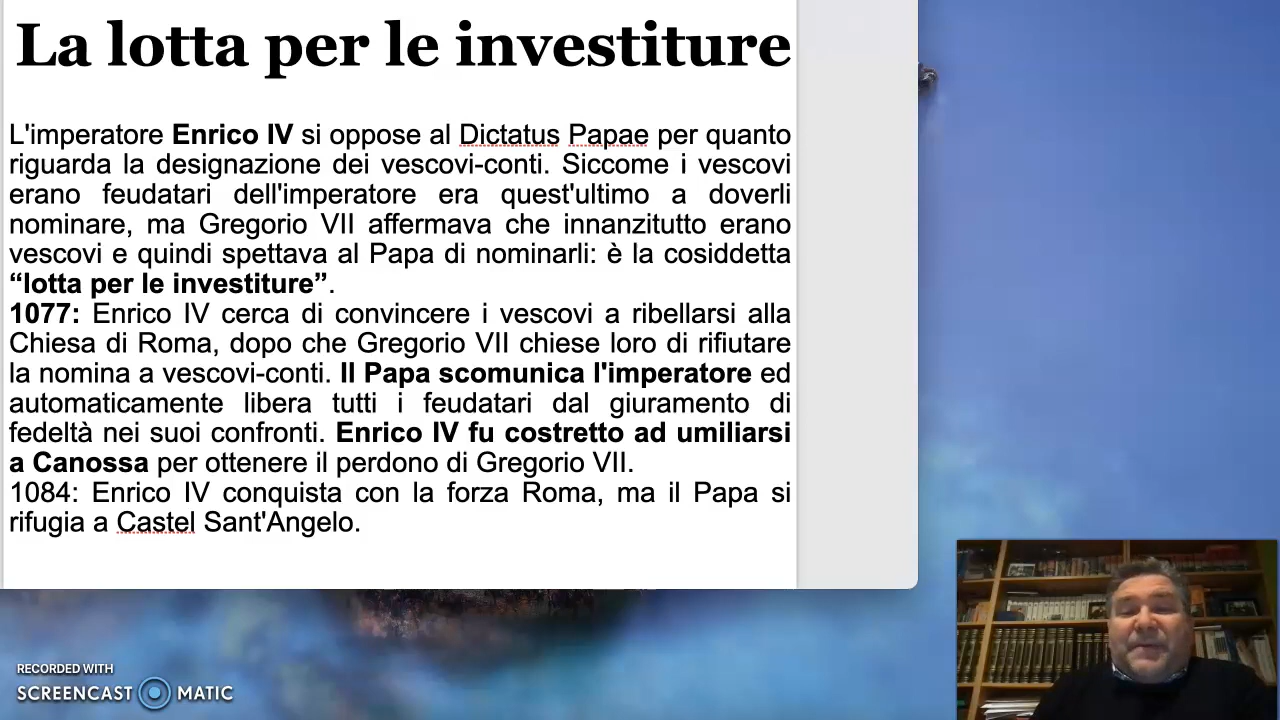 La lotta per le investiture
L'imperatore Enrico IV si oppose al Dictatus Papae per quanto
riguarda la designazione dei vescovi-conti. Siccome i vescovi
erano feudatari dell'imperatore era quest'ultimo a doverli
nominare, ma Gregorio VII affermava che innanzitutto erano
vescovi e quindi spettava al Papa di nominarli: è la cosiddetta
“lotta per le investiture”.
1077: Enrico IV cerca di convincere i vescovi a ribellarsi alla
Chiesa di Roma, dopo che Gregorio VII chiese loro di rifiutare
la nomina a vescovi-conti. Il Papa scomunica l'imperatore ed
automaticamente libera tutti i feudatari dal giuramento di
fedeltà nei suoi confronti. Enrico IV fu costretto ad umiliarsi
a Canossa per ottenere il perdono di Gregorio VII.
1084: Enrico IV conquista con la forza Roma, ma il Papa si
rifugia a Castel Sant'Angelo.
RECORDED WITH
SCREENCAST MATIC